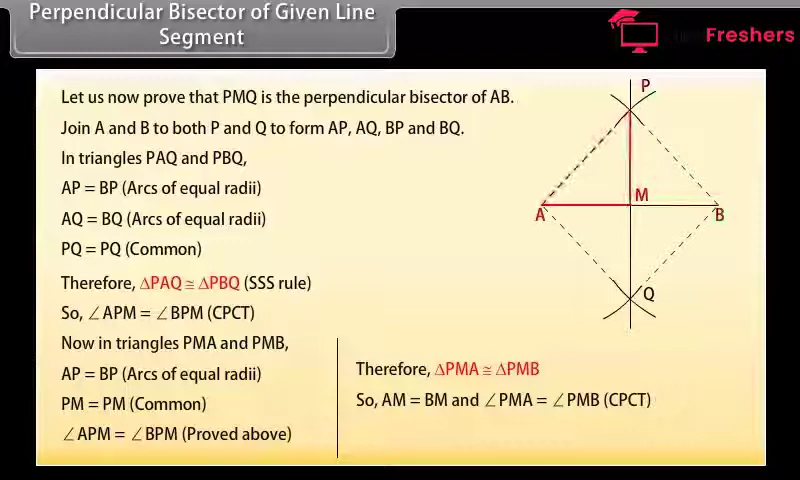 Perpendicular Bisector of Given Line
Segment
Freshers
Let us now prove that PMQ is the perpendicular bisector of AB.
Join A and B to both P and Q to form AP, AQ, BP and BQ.
In triangles PAQ and PBQ,
AP = BP (Arcs of equal radii)
AQ = BQ (Arcs of equal radii)
PQ = PQ (Common)
Therefore, ΔPAQ ≅ ΔPBQ (SSS rule)
So, ∠APM = ∠BPM (CPCT)
Now in triangles PMA and PMB,
AP = BP (Arcs of equal radii)
PM = PM (Common)
∠APM = ∠BPM (Proved above)
Therefore, ΔPMA ≅ ΔPMB
So, AM = BM and ∠PMA = ∠PMB (CPCT)
P
M
A
B
Q